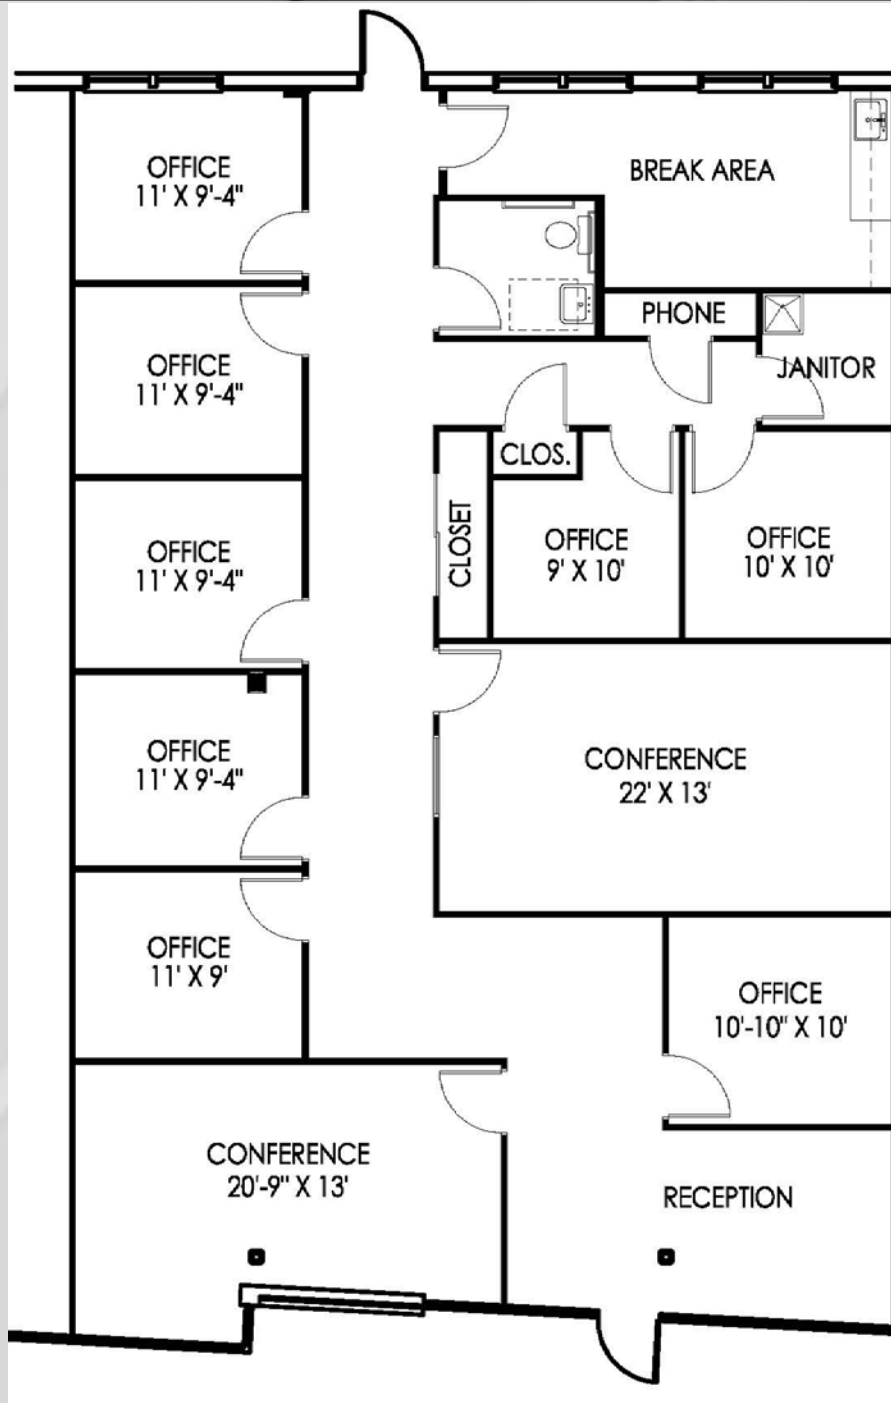 OFFICE
11' X 9'-4"
BREAK AREA
PHONE
JANITOR
OFFICE
11' X 9'-4"
CLOS.
CLOSET
OFFICE
9' X 10'
OFFICE
10' X 10'
OFFICE
11' X 9'-4"
OFFICE
11' X 9'-4"
CONFERENCE
22' X 13'
OFFICE
11' X 9'
OFFICE
10'-10" X 10'
CONFERENCE
20'-9" X 13'
RECEPTION